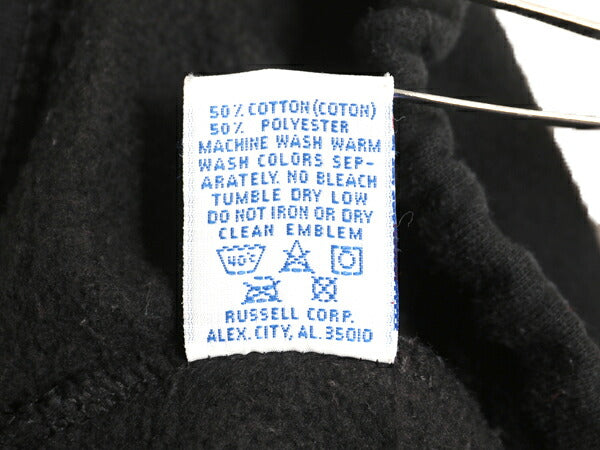 50% COTTON (COTON)
50% POLYESTER
MACHINE WASH WARM
WASH COLORS SEP-
ARATELY. NO BLEACH
TUMBLE DRY LOW
DO NOT IRON OR DRY
CLEAN EMBLEM
40°C
RUSSELL CORP.
ALEX. CITY, AL. 35010